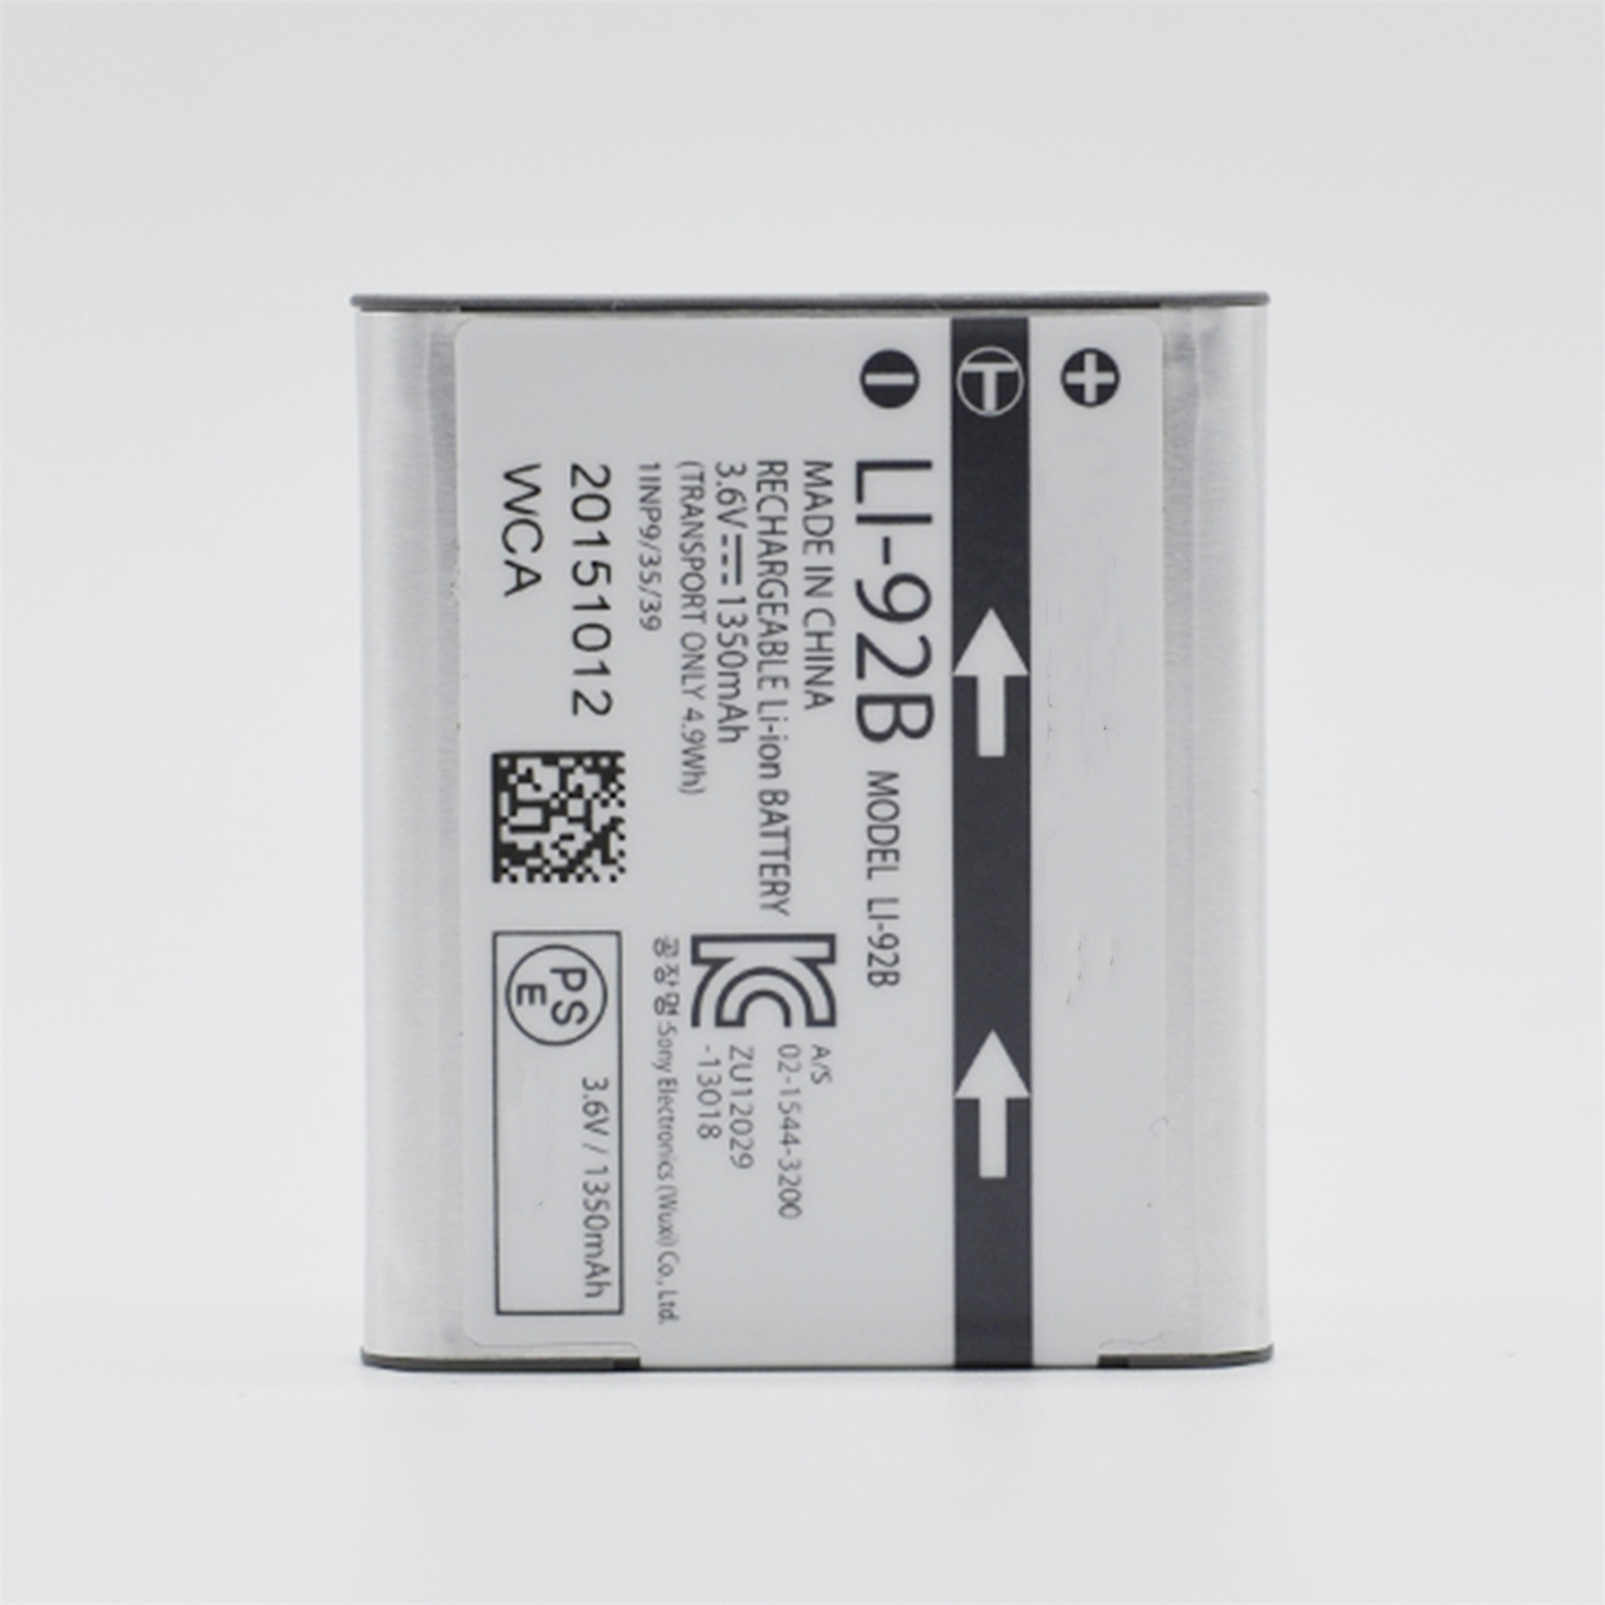 LI-92B MODEL LI-92B
MADE IN CHINA
RECHARGEABLE Li-ion BATTERY
3.6V⎓1350mAh
(TRANSPORT ONLY 4.9Wh)
1INP9/35/39
20151012
WCA
A/S
02-1544-3200
ZU12029
-13018
공장명:Sony Electronics (Wuxi) Co., Ltd.
PS
E
3.6V / 1350mAh
T
KC